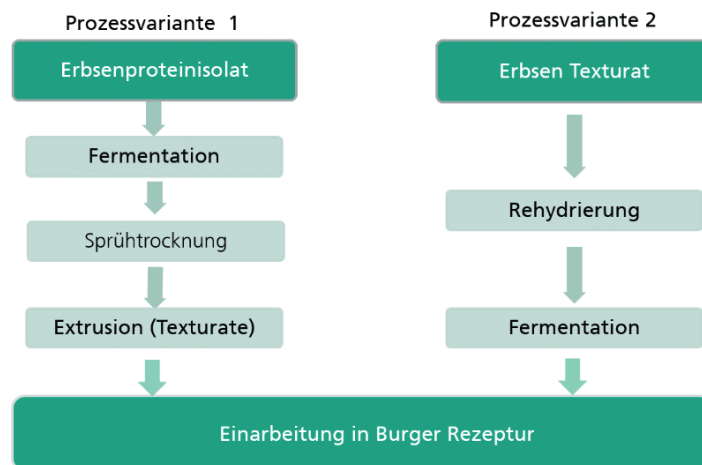 Prozessvariante 1
Erbsenproteinisolat
Fermentation
Sprühtrocknung
Extrusion (Texturate)
Prozessvariante 2
Erbsen Texturat
Rehydrierung
Fermentation
Einarbeitung in Burger Rezeptur